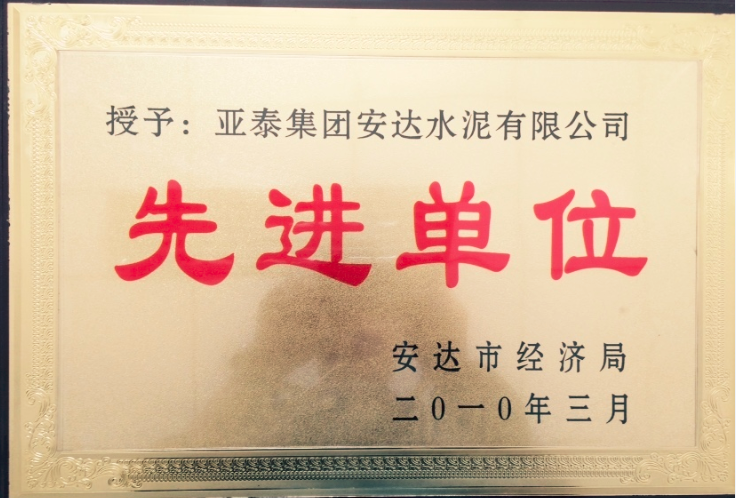 授予：亚泰集团安达水泥有限公司
先进单位
安达市经济局
二0一0年三月